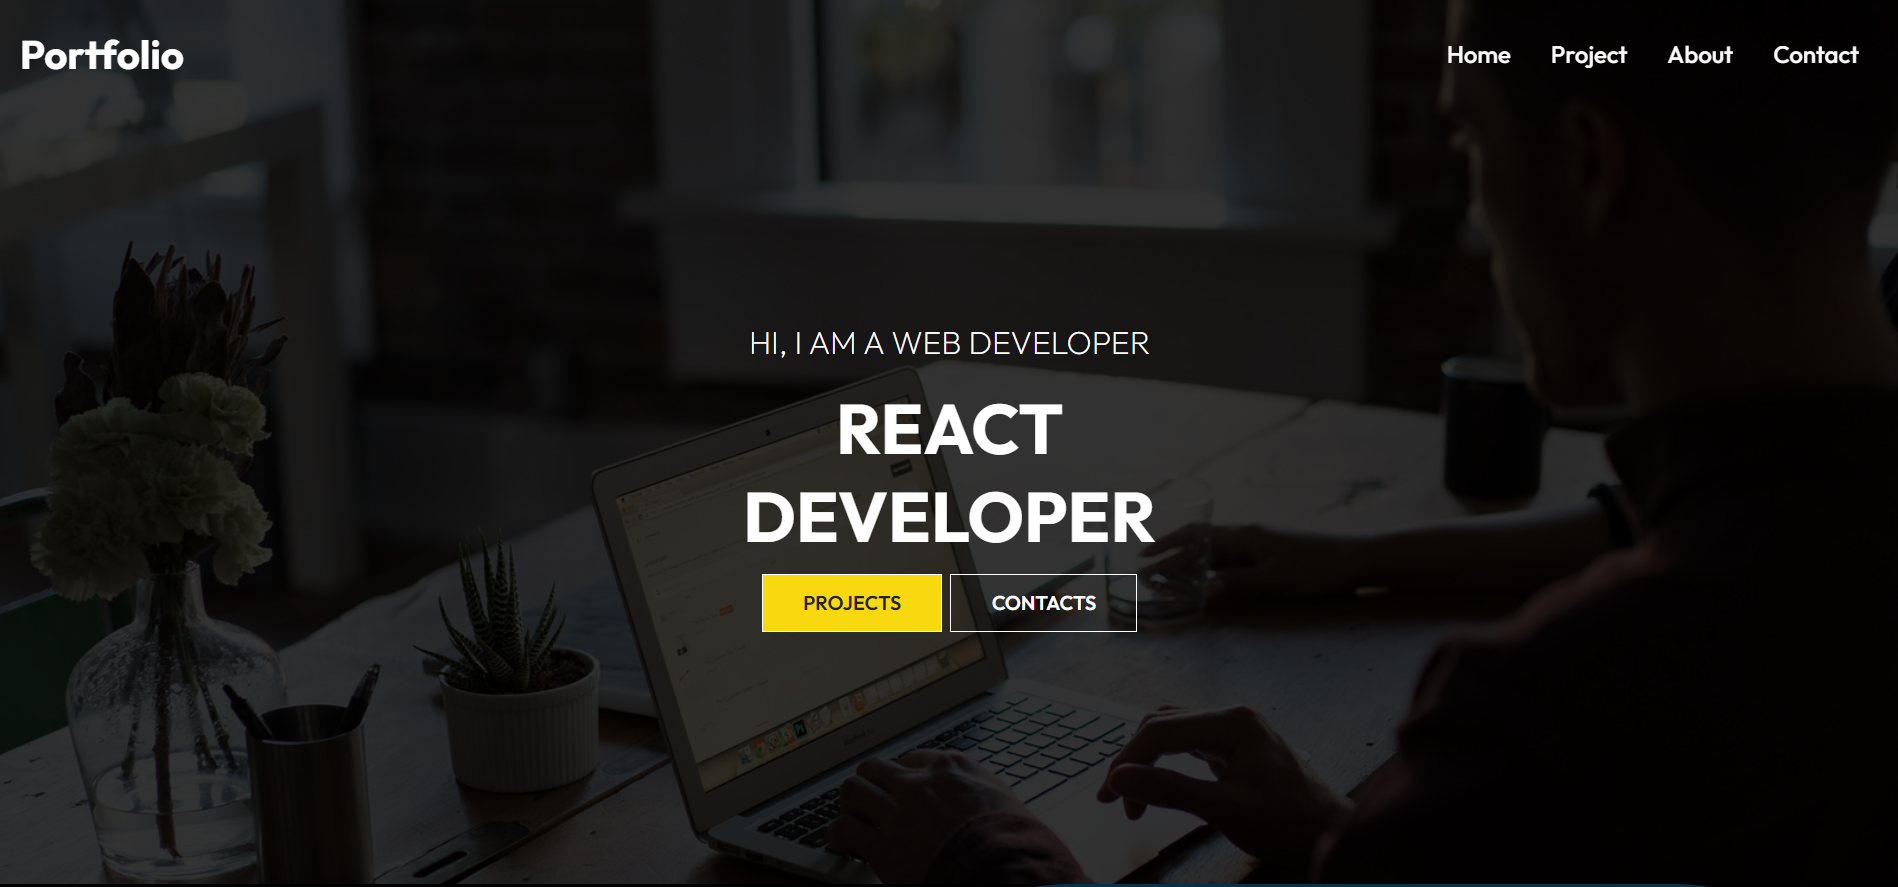 Portfolio
Home Project About Contact
HI, I AM A WEB DEVELOPER
REACT
DEVELOPER
PROJECTS CONTACTS